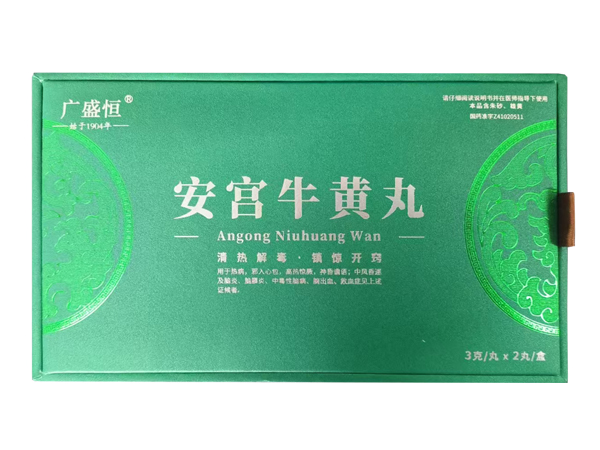 广盛恒®
始于1904年
请仔细阅读说明书并在医师指导下使用
本品含朱砂、雄黄
国药准字Z41020511
安宫牛黄丸
Angong Niuhuang Wan
清热解毒·镇惊开窍
用于热病，邪入心包，高热惊厥，神昏谵语；中风昏迷
及脑炎、脑膜炎、中毒性脑病、脑出血、败血症见上述
证候者。
3克/丸 x 2丸/盒